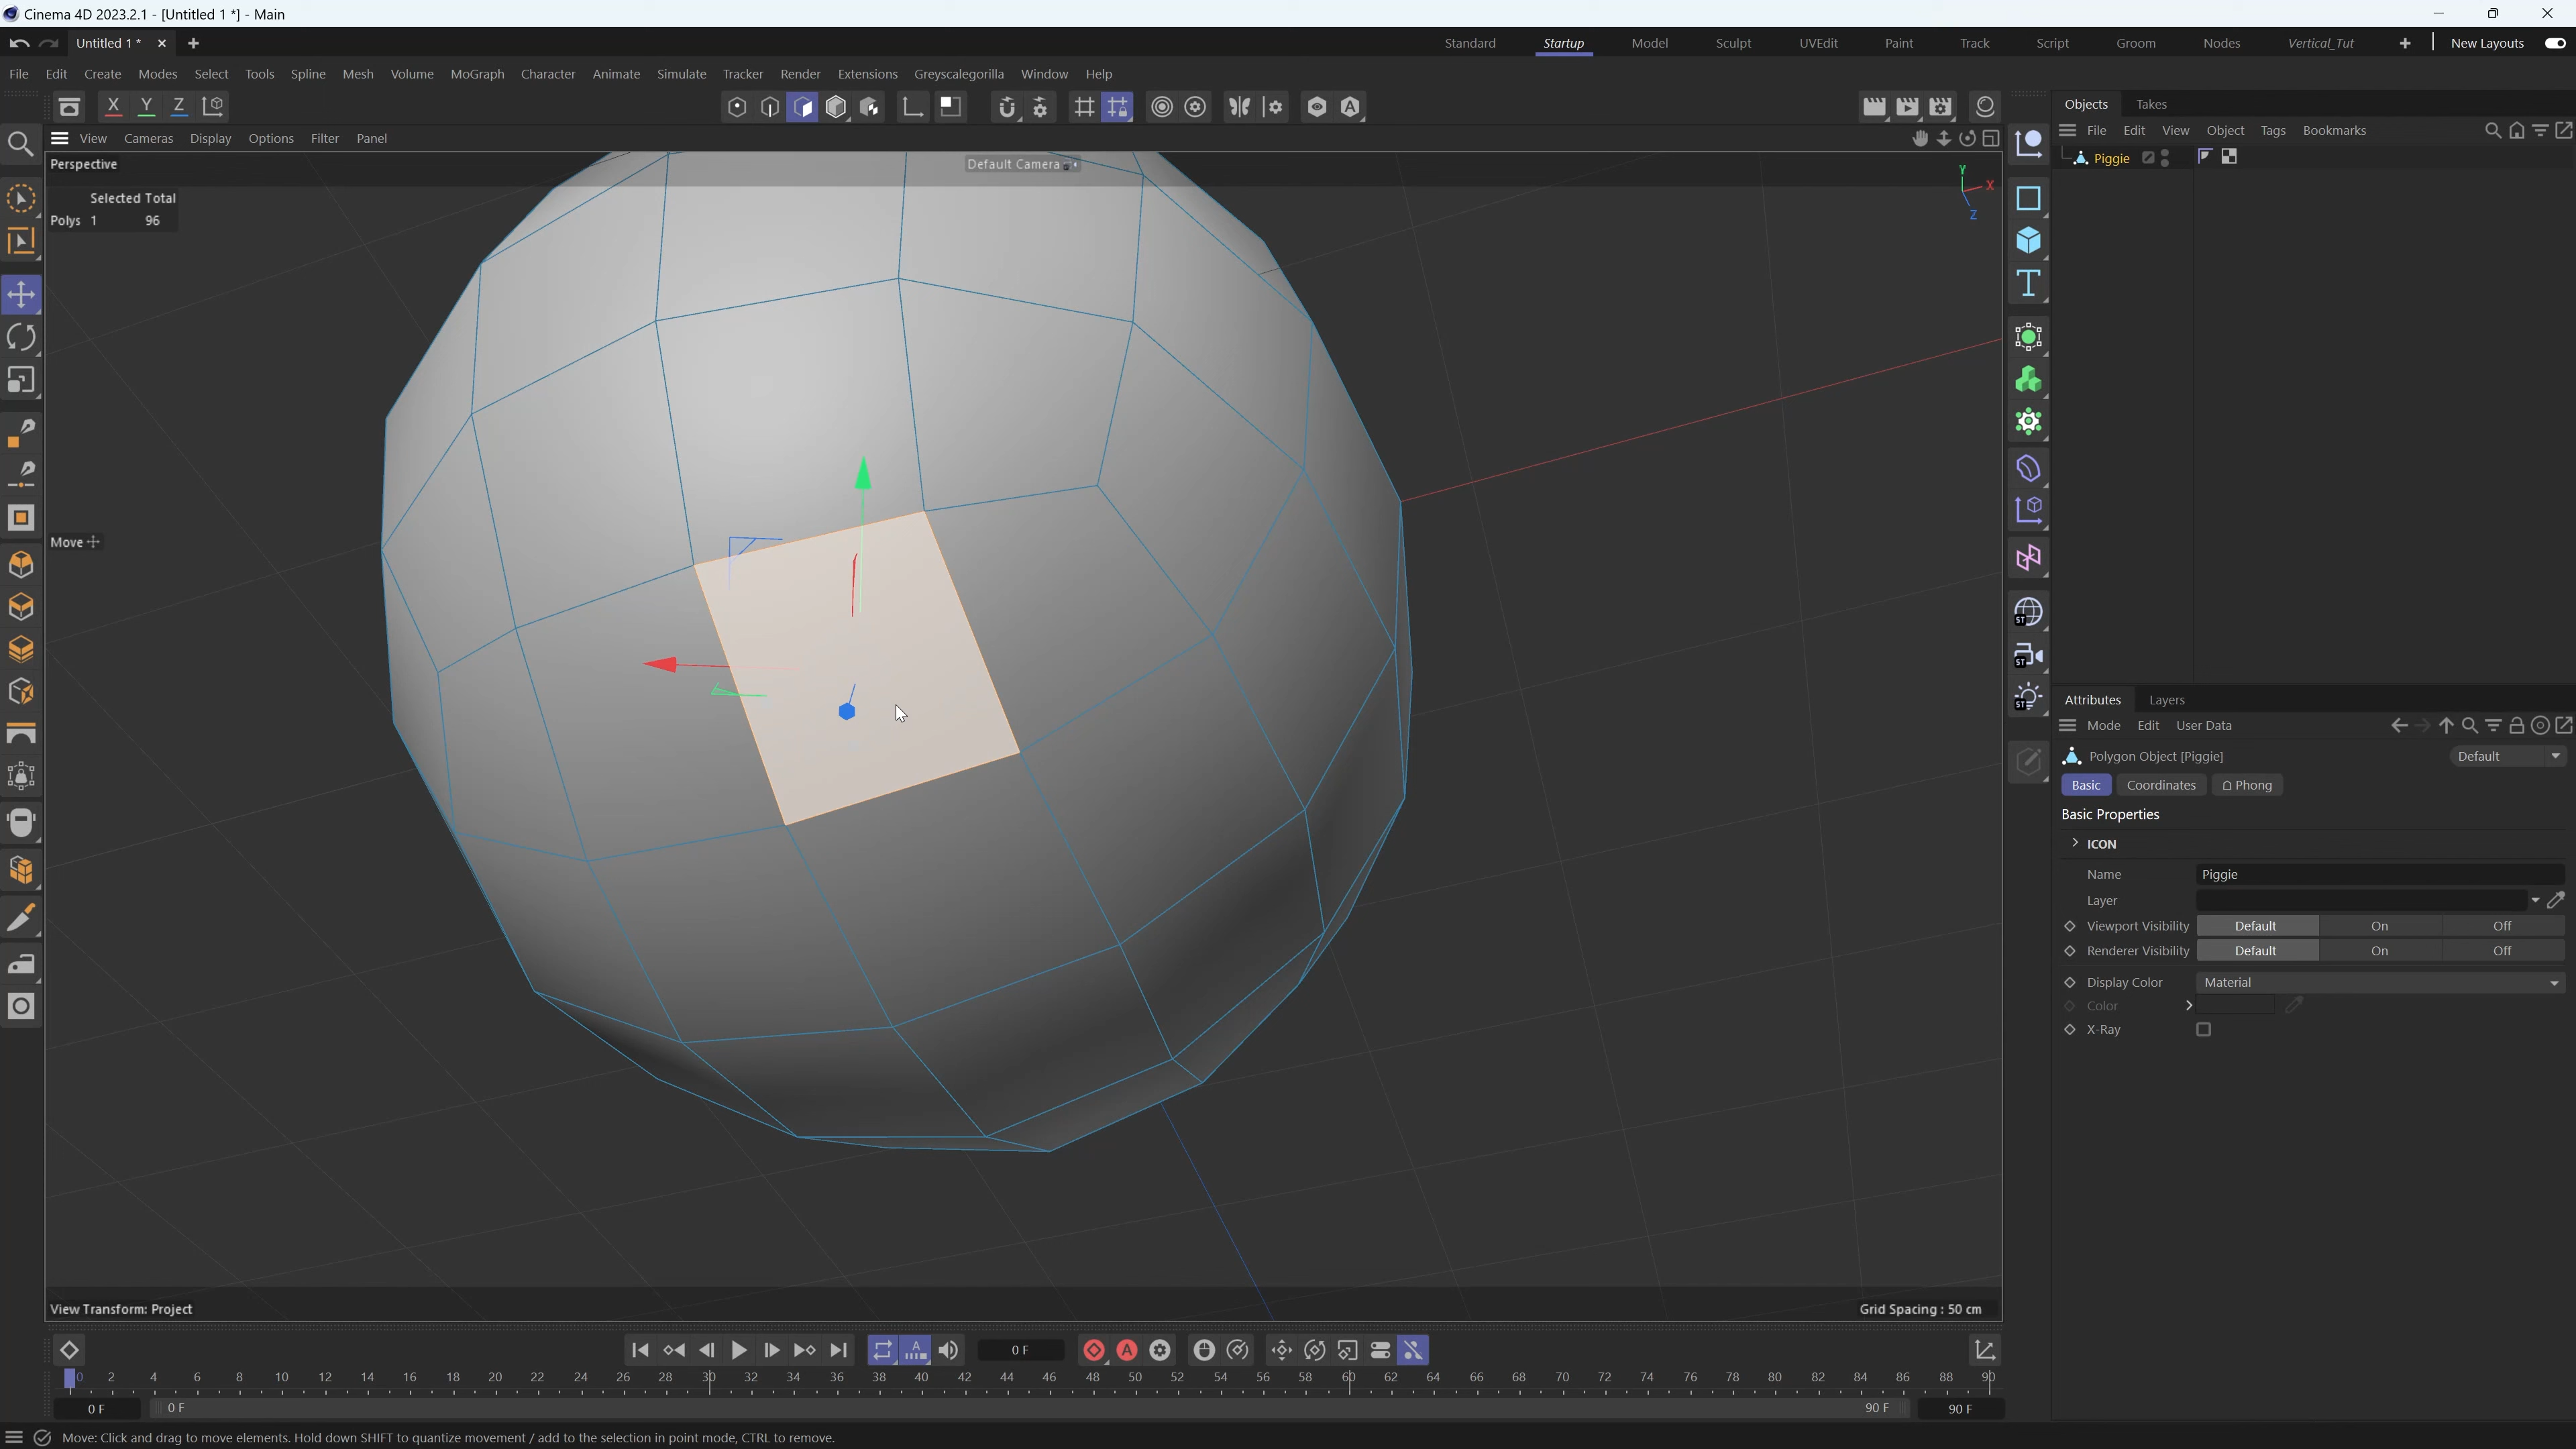 Cinema 4D 2023.2.1 - [Untitled 1 *] - Main
Untitled 1 *
Standard Startup Model Sculpt UVEdit Paint Track Script Groom Nodes Vertical_Tut New Layouts
File Edit Create Modes Select Tools Spline Mesh Volume MoGraph Character Animate Simulate Tracker Render Extensions Greyscalegorilla Window Help
X Y Z
Objects Takes
View Cameras Display Options Filter Panel
File Edit View Object Tags Bookmarks
Perspective
Default Camera
Piggie
Y
X
Z
Selected Total
Polys 1 96
Move
ST
ST
ST
Attributes Layers
Mode Edit User Data
Polygon Object [Piggie]
Default
Basic Coordinates Phong
Basic Properties
ICON
Name Piggie
Layer
Viewport Visibility Default On Off
Renderer Visibility Default On Off
Display Color Material
Color
X-Ray
View Transform: Project
Grid Spacing : 50 cm
0 F
0 2 4 6 8 10 12 14 16 18 20 22 24 26 28 30 32 34 36 38 40 42 44 46 48 50 52 54 56 58 60 62 64 66 68 70 72 74 76 78 80 82 84 86 88 90
0 F 0 F 90 F 90 F
Move: Click and drag to move elements. Hold down SHIFT to quantize movement / add to the selection in point mode, CTRL to remove.